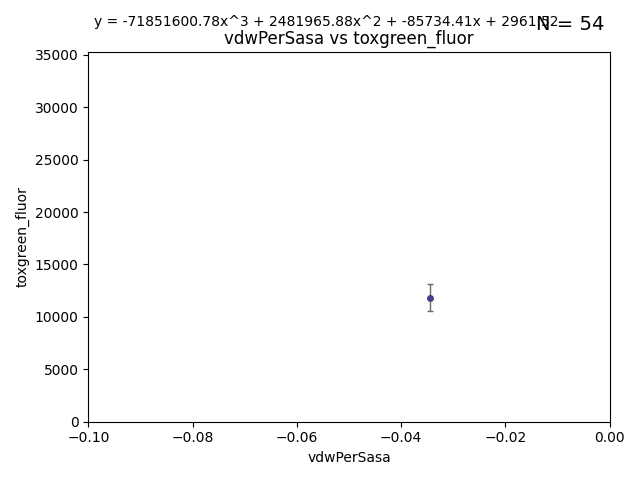 y = -71851600.78x^3 + 2481965.88x^2 + -85734.41x + 2961.52
N = 54
vdwPerSasa vs toxgreen_fluor
35000
30000
25000
20000
15000
10000
5000
0
toxgreen_fluor
−0.10
−0.08
−0.06
−0.04
−0.02
0.00
vdwPerSasa